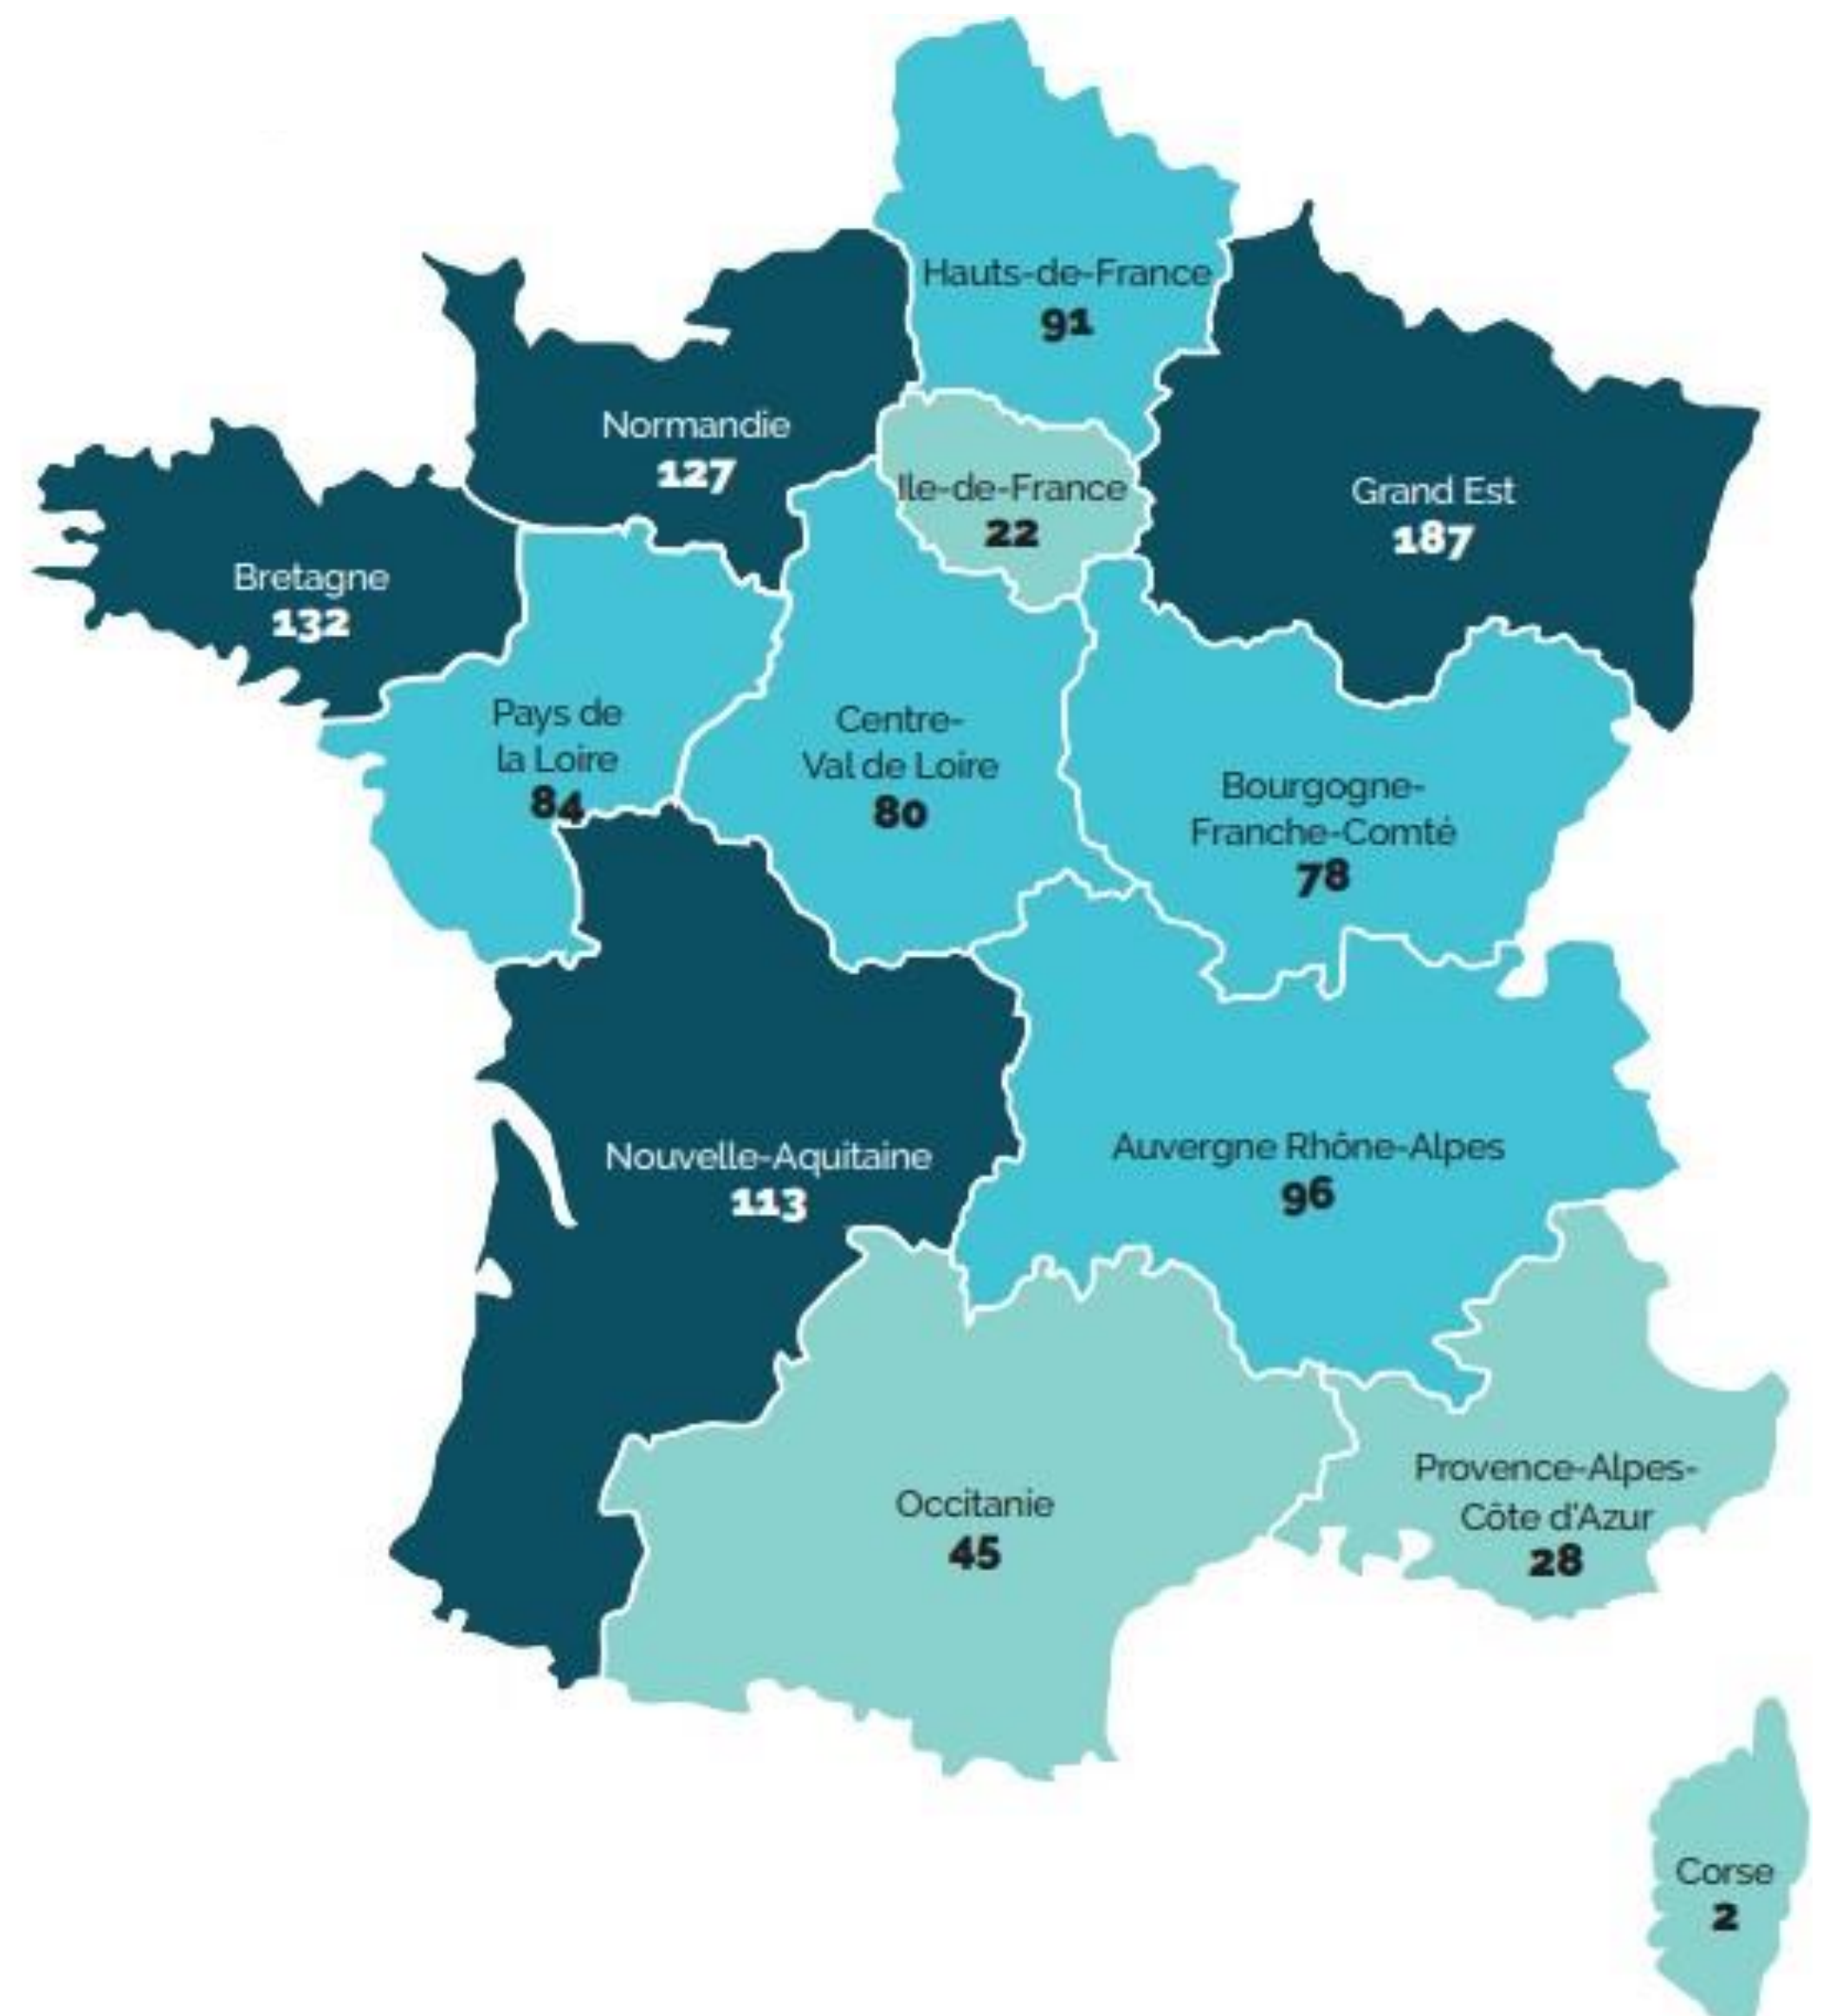 Hauts-de-France
91
Normandie
127
Ile-de-France
22
Grand Est
187
Bretagne
132
Pays de
la Loire
84
Centre-
Val de Loire
80
Bourgogne-
Franche-Comté
78
Nouvelle-Aquitaine
113
Auvergne Rhône-Alpes
96
Occitanie
45
Provence-Alpes-
Côte d'Azur
28
Corse
2